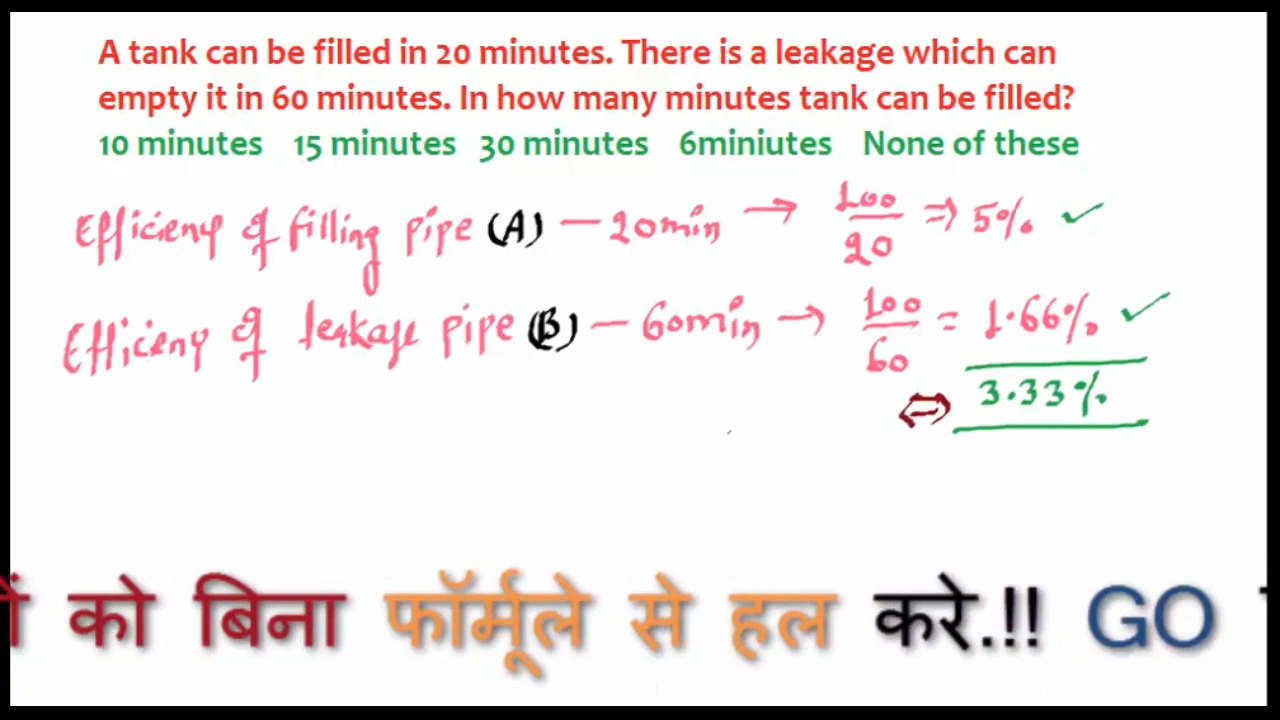 A tank can be filled in 20 minutes. There is a leakage which can
empty it in 60 minutes. In how many minutes tank can be filled?
10 minutes 15 minutes 30 minutes 6miniutes None of these
Efficieny of filling pipe (A) — 20min → 100/20 ⇒ 5% ✓
Efficieny of leakage pipe (B) — 60min → 100/60 = 1.66% ✓
⇔ 3.33%
को बिना फॉर्मूले से हल करे.!! GO